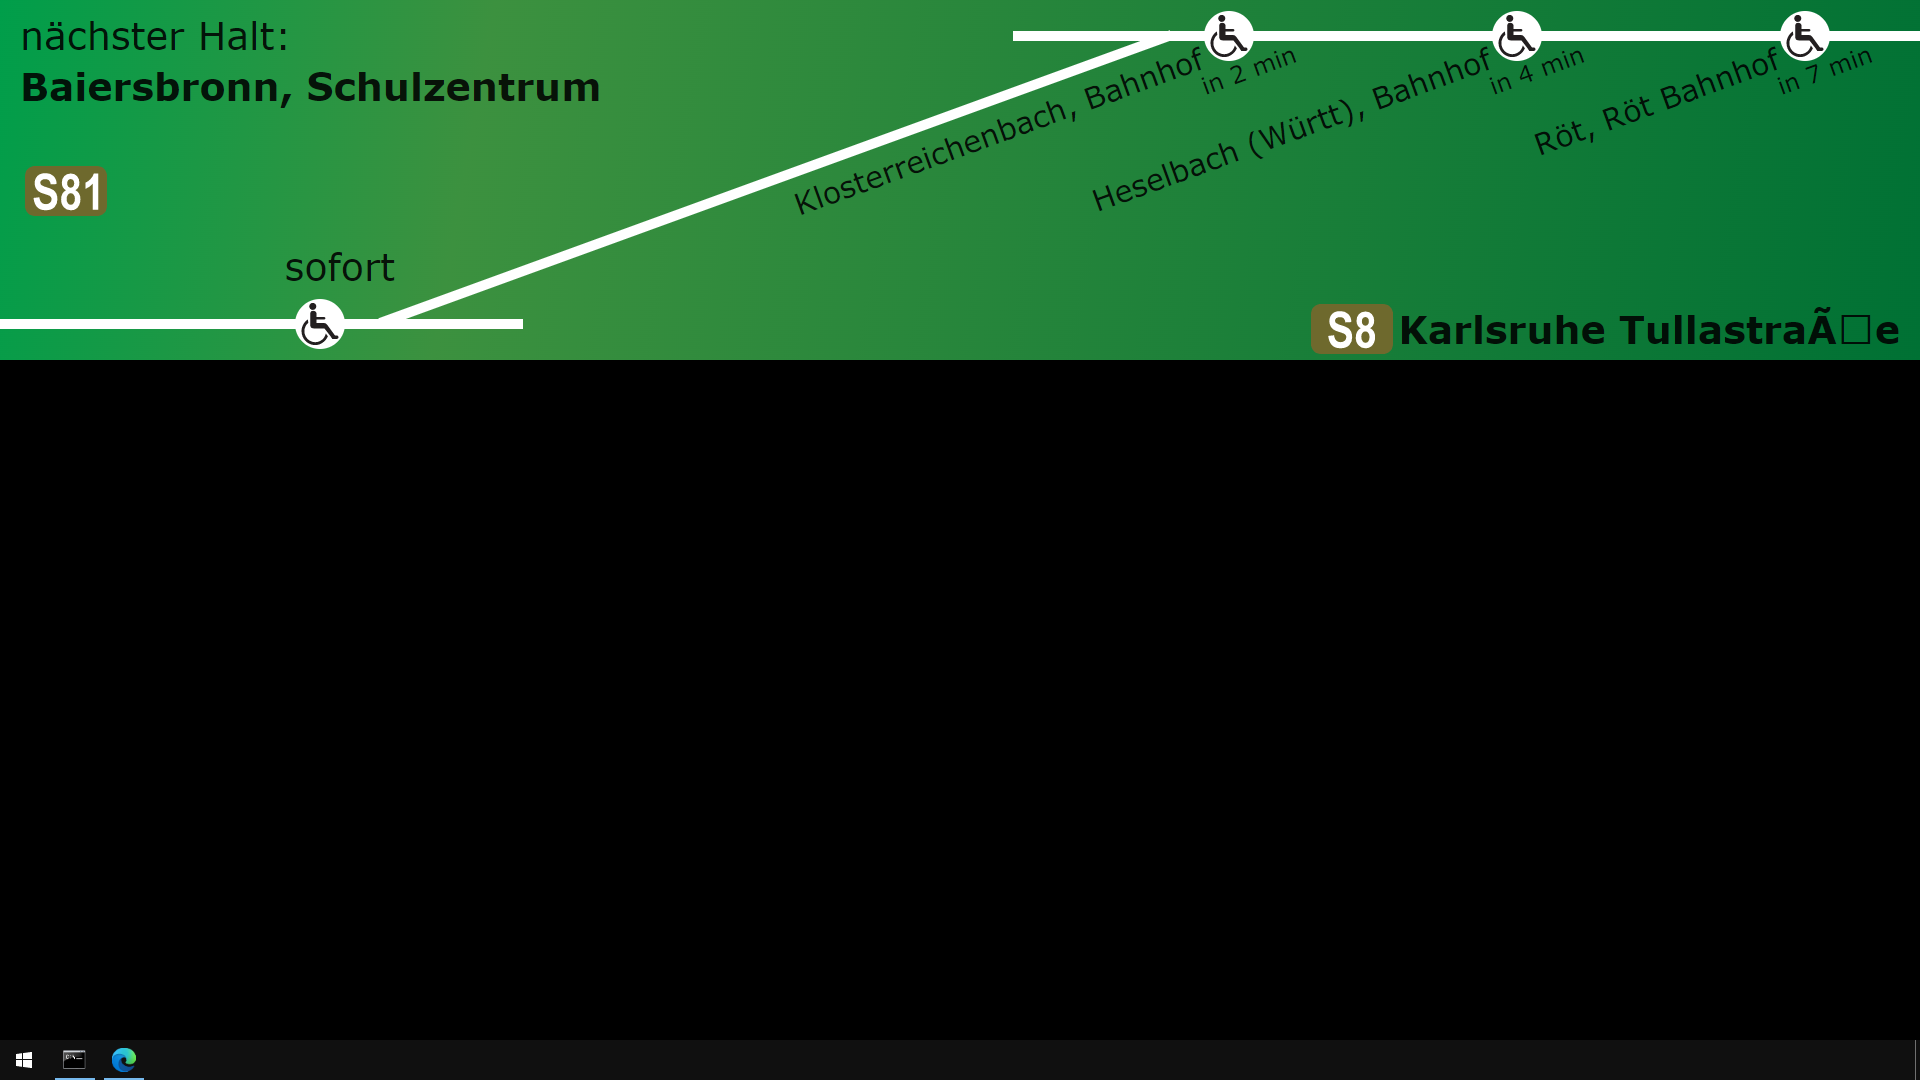 nächster Halt:
Baiersbronn, Schulzentrum
S81
sofort
Klosterreichenbach, Bahnhof
in 2 min
Heselbach (Württ), Bahnhof
in 4 min
Röt, Röt Bahnhof
in 7 min
S8 Karlsruhe TullastraÃ□e